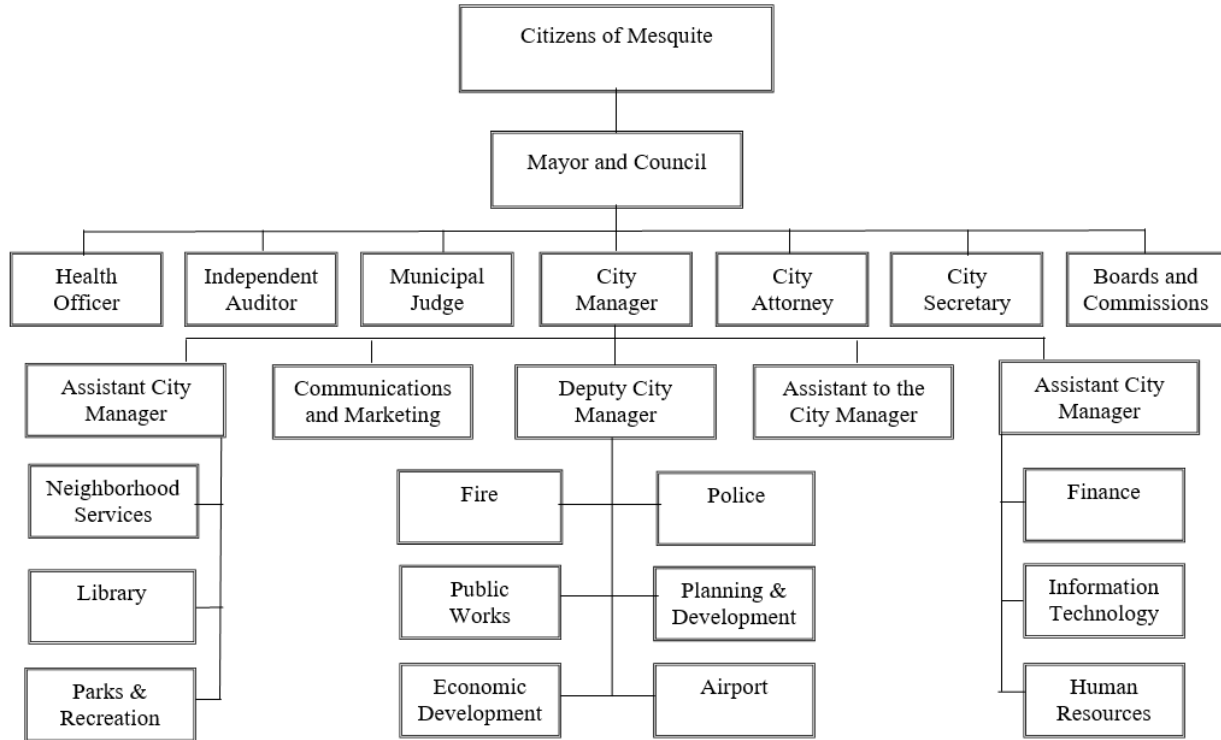 Citizens of Mesquite
Mayor and Council
Health
Officer
Independent
Auditor
Municipal
Judge
City
Manager
City
Attorney
City
Secretary
Boards and
Commissions
Assistant City
Manager
Communications
and Marketing
Deputy City
Manager
Assistant to the
City Manager
Assistant City
Manager
Neighborhood
Services
Library
Parks &
Recreation
Fire
Police
Public
Works
Planning &
Development
Economic
Development
Airport
Finance
Information
Technology
Human
Resources